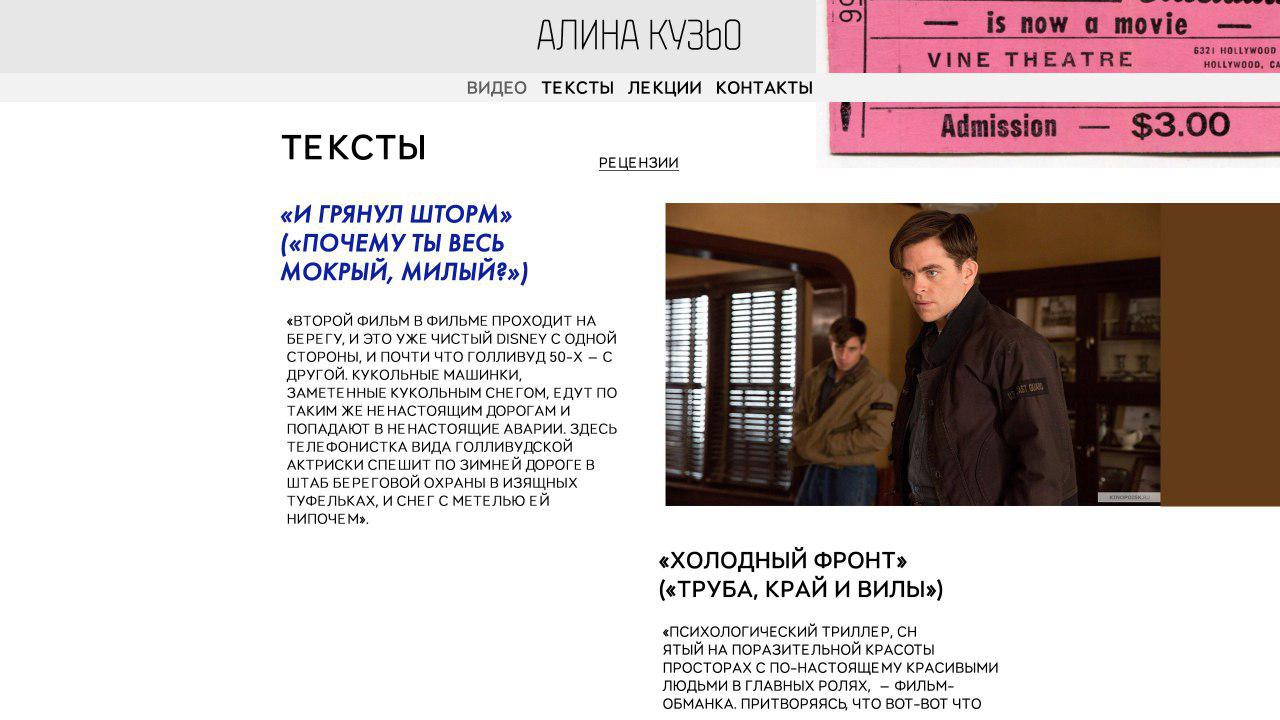 АЛИНА КУЗЬО
is now a movie —
VINE THEATRE
6321 HOLLYWOOD
HOLLYWOOD, CA
ВИДЕО ТЕКСТЫ ЛЕКЦИИ КОНТАКТЫ
Admission — $3.00
ТЕКСТЫ
РЕЦЕНЗИИ
«И ГРЯНУЛ ШТОРМ»
(«ПОЧЕМУ ТЫ ВЕСЬ
МОКРЫЙ, МИЛЫЙ?»)
«ВТОРОЙ ФИЛЬМ В ФИЛЬМЕ ПРОХОДИТ НА
БЕРЕГУ, И ЭТО УЖЕ ЧИСТЫЙ DISNEY С ОДНОЙ
СТОРОНЫ, И ПОЧТИ ЧТО ГОЛЛИВУД 50-Х – С
ДРУГОЙ. КУКОЛЬНЫЕ МАШИНКИ,
ЗАМЕТЕННЫЕ КУКОЛЬНЫМ СНЕГОМ, ЕДУТ ПО
ТАКИМ ЖЕ НЕНАСТОЯЩИМ ДОРОГАМ И
ПОПАДАЮТ В НЕНАСТОЯЩИЕ АВАРИИ. ЗДЕСЬ
ТЕЛЕФОНИСТКА ВИДА ГОЛЛИВУДСКОЙ
АКТРИСКИ СПЕШИТ ПО ЗИМНЕЙ ДОРОГЕ В
ШТАБ БЕРЕГОВОЙ ОХРАНЫ В ИЗЯЩНЫХ
ТУФЕЛЬКАХ, И СНЕГ С МЕТЕЛЬЮ ЕЙ
НИПОЧЕМ».
KINOPOISK.RU
«ХОЛОДНЫЙ ФРОНТ»
(«ТРУБА, КРАЙ И ВИЛЫ»)
«ПСИХОЛОГИЧЕСКИЙ ТРИЛЛЕР, СН
ЯТЫЙ НА ПОРАЗИТЕЛЬНОЙ КРАСОТЫ
ПРОСТОРАХ С ПО-НАСТОЯЩЕМУ КРАСИВЫМИ
ЛЮДЬМИ В ГЛАВНЫХ РОЛЯХ, – ФИЛЬМ-
ОБМАНКА. ПРИТВОРЯЯСЬ, ЧТО ВОТ-ВОТ ЧТО